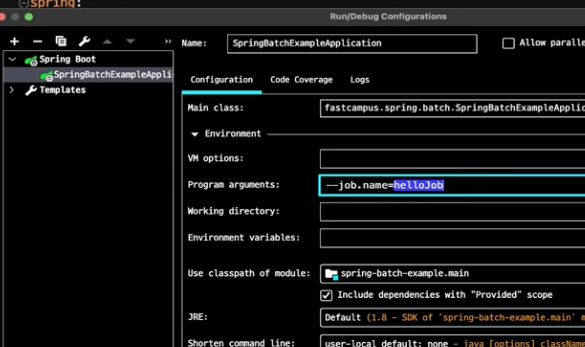 spring:
Run/Debug Configurations
Name: SpringBatchExampleApplication Allow paralle
Spring Boot
SpringBatchExampleAppli
Templates
Configuration Code Coverage Logs
Main class: fastcampus.spring.batch.SpringBatchExampleApplic
Environment
VM options:
Program arguments: --job.name=helloJob
Working directory:
Environment variables:
Use classpath of module: spring-batch-example.main
Include dependencies with "Provided" scope
JRE: Default (1.8 - SDK of 'spring-batch-example.main' m
Shorten command line: user-local default: none - java [options] className